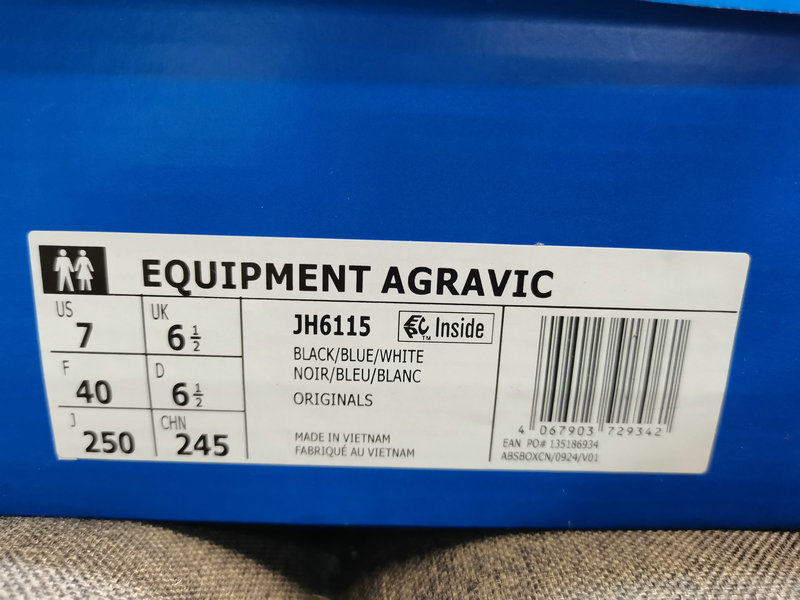 EQUIPMENT AGRAVIC
US 7
UK 6 1/2
F 40
D 6 1/2
J 250
CHN 245
JH6115
Inside
TM
BLACK/BLUE/WHITE
NOIR/BLEU/BLANC
ORIGINALS
MADE IN VIETNAM
FABRIQUÉ AU VIETNAM
4 067903 729342
EAN PO# 135186934
ABSBOXCN/0924/V01